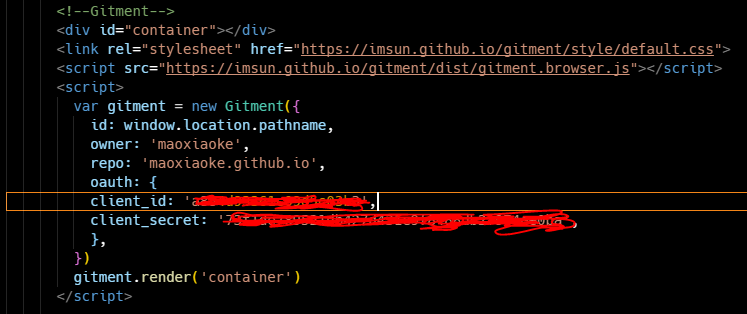 <!--Gitment-->
<div id="container"></div>
<link rel="stylesheet" href="https://imsun.github.io/gitment/style/default.css">
<script src="https://imsun.github.io/gitment/dist/gitment.browser.js"></script>
<script>
var gitment = new Gitment({
id: window.location.pathname,
owner: 'maoxiaoke',
repo: 'maoxiaoke.github.io',
oauth: {
client_id: '
client_secret: '
},
})
gitment.render('container')
</script>